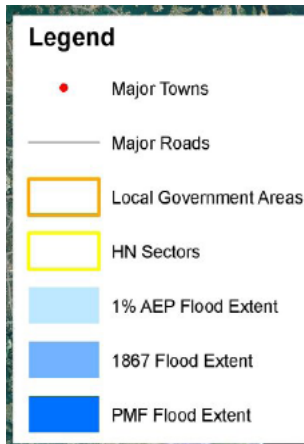 Legend
Major Towns
Major Roads
Local Government Areas
HN Sectors
1% AEP Flood Extent
1867 Flood Extent
PMF Flood Extent